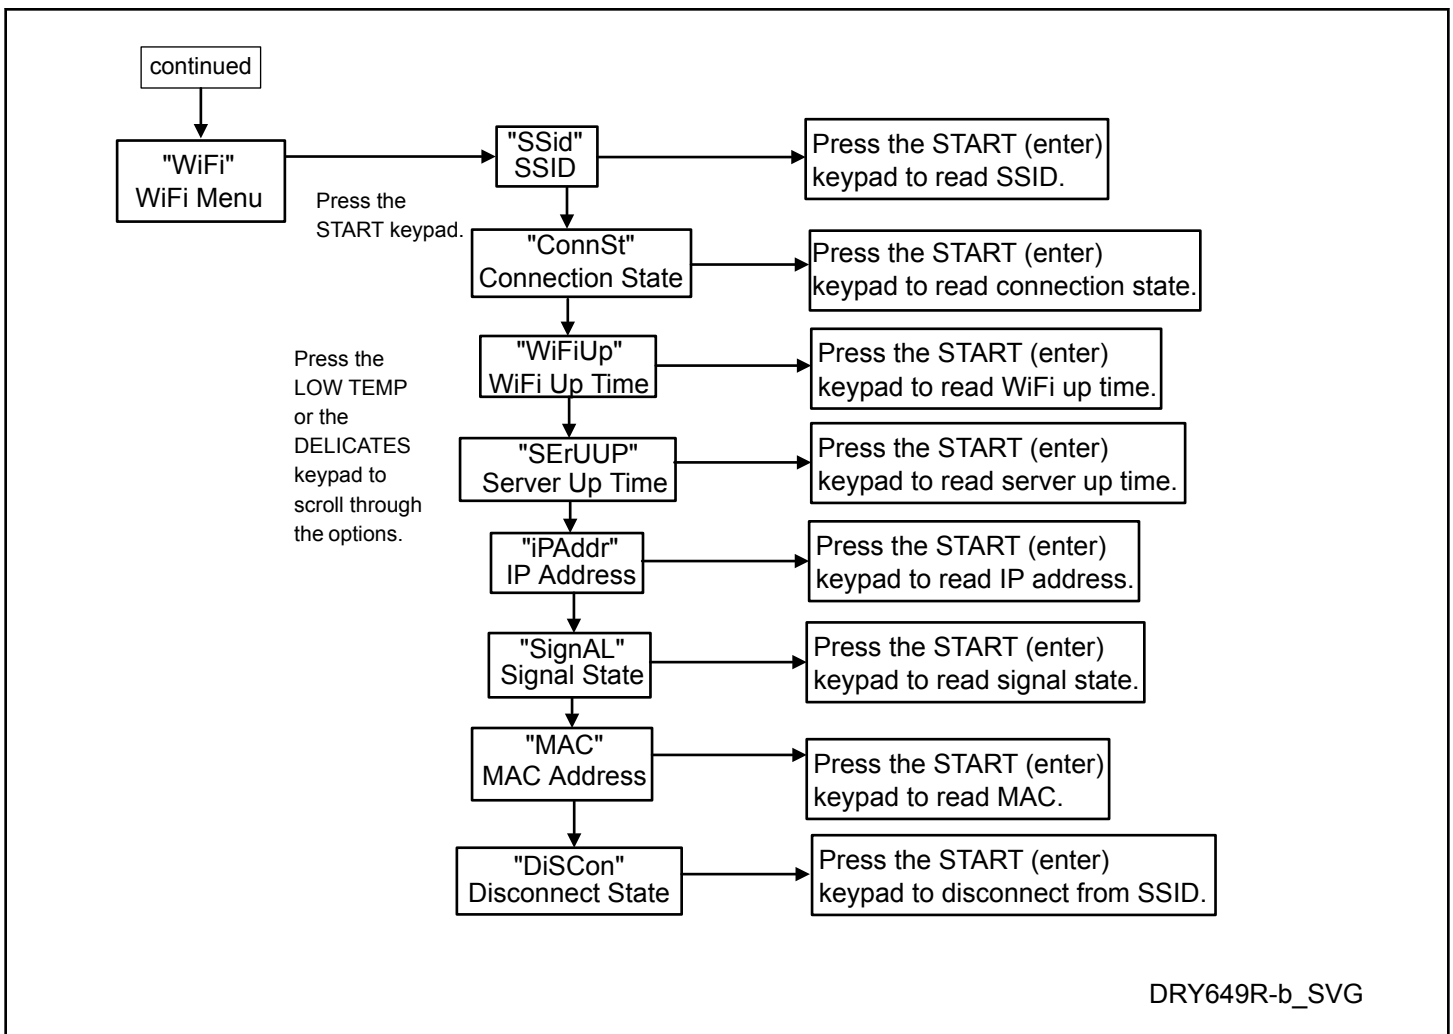 continued
"WiFi"
WiFi Menu
Press the
START keypad.
"SSid"
SSID
Press the START (enter)
keypad to read SSID.
"ConnSt"
Connection State
Press the START (enter)
keypad to read connection state.
Press the
LOW TEMP
or the
DELICATES
keypad to
scroll through
the options.
"WiFiUp"
WiFi Up Time
Press the START (enter)
keypad to read WiFi up time.
"SErUUP"
Server Up Time
Press the START (enter)
keypad to read server up time.
"iPAddr"
IP Address
Press the START (enter)
keypad to read IP address.
"SignAL"
Signal State
Press the START (enter)
keypad to read signal state.
"MAC"
MAC Address
Press the START (enter)
keypad to read MAC.
"DiSCon"
Disconnect State
Press the START (enter)
keypad to disconnect from SSID.
DRY649R-b_SVG